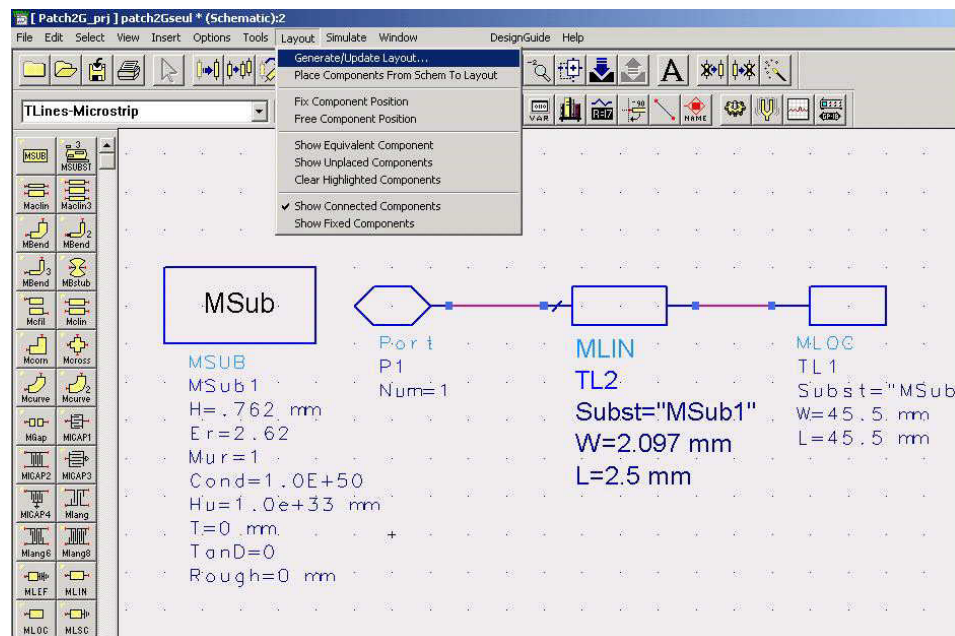 [ Patch2G_prj ] patch2Gseul * (Schematic):2
File Edit Select View Insert Options Tools Layout Simulate Window DesignGuide Help
Generate/Update Layout...
Place Components From Schem To Layout
Fix Component Position
Free Component Position
Show Equivalent Component
Show Unplaced Components
Clear Highlighted Components
Show Connected Components
Show Fixed Components
TLines-Microstrip
VAR
NAME
MSUB MSUBST
Maclin Maclin3
MBend MBend
MBend MBstub
Mcfil Mclin
Mcorn Mcross
Mcurve Mcurve
MGap MICAP1
MICAP2 MICAP3
MICAP4 Mlang
Mlang6 Mlang8
MLEF MLIN
MLOC MLSC
MSub
MSUB
MSub1
H=.762 mm
Er=2.62
Mur=1
Cond=1.0E+50
Hu=1.0e+33 mm
T=0 mm
TanD=0
Rough=0 mm
Port
P1
Num=1
MLIN
TL2
Subst="MSub1"
W=2.097 mm
L=2.5 mm
MLOC
TL1
Subst="MSub
W=45.5 mm
L=45.5 mm